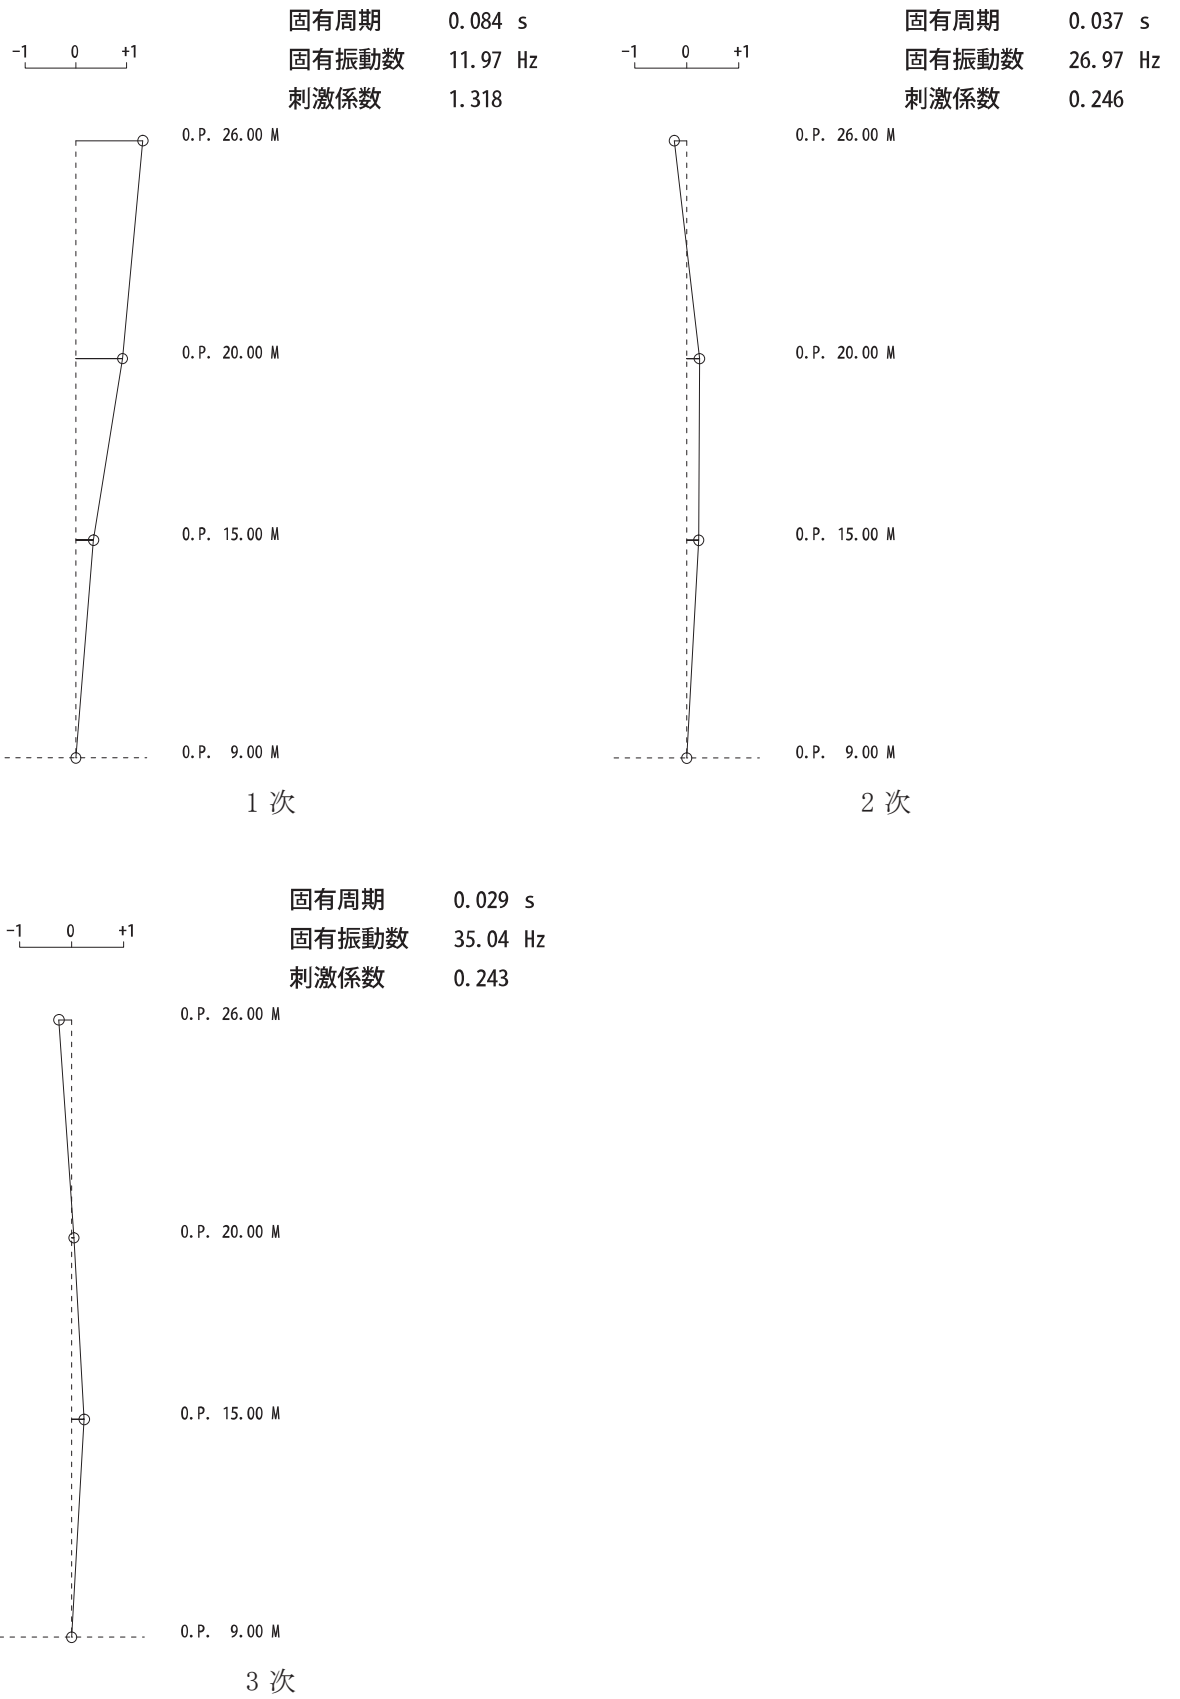 固有周期 0.084 s
固有振動数 11.97 Hz
刺激係数 1.318
-1 0 +1
O.P. 26.00 M
O.P. 20.00 M
O.P. 15.00 M
O.P. 9.00 M
1次
固有周期 0.037 s
固有振動数 26.97 Hz
刺激係数 0.246
-1 0 +1
O.P. 26.00 M
O.P. 20.00 M
O.P. 15.00 M
O.P. 9.00 M
2次
固有周期 0.029 s
固有振動数 35.04 Hz
刺激係数 0.243
-1 0 +1
O.P. 26.00 M
O.P. 20.00 M
O.P. 15.00 M
O.P. 9.00 M
3次